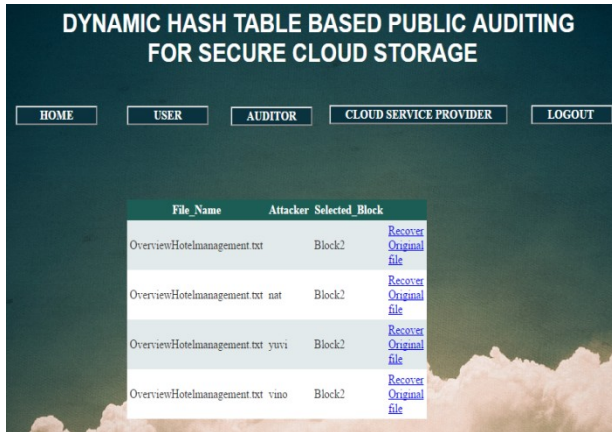 DYNAMIC HASH TABLE BASED PUBLIC AUDITING
FOR SECURE CLOUD STORAGE
HOME USER AUDITOR CLOUD SERVICE PROVIDER LOGOUT
File_Name Attacker Selected_Block
OverviewHotelmanagement.txt Block2 Recover
Original
file
OverviewHotelmanagement.txt nat Block2 Recover
Original
file
OverviewHotelmanagement.txt yuvi Block2 Recover
Original
file
OverviewHotelmanagement.txt vino Block2 Recover
Original
file